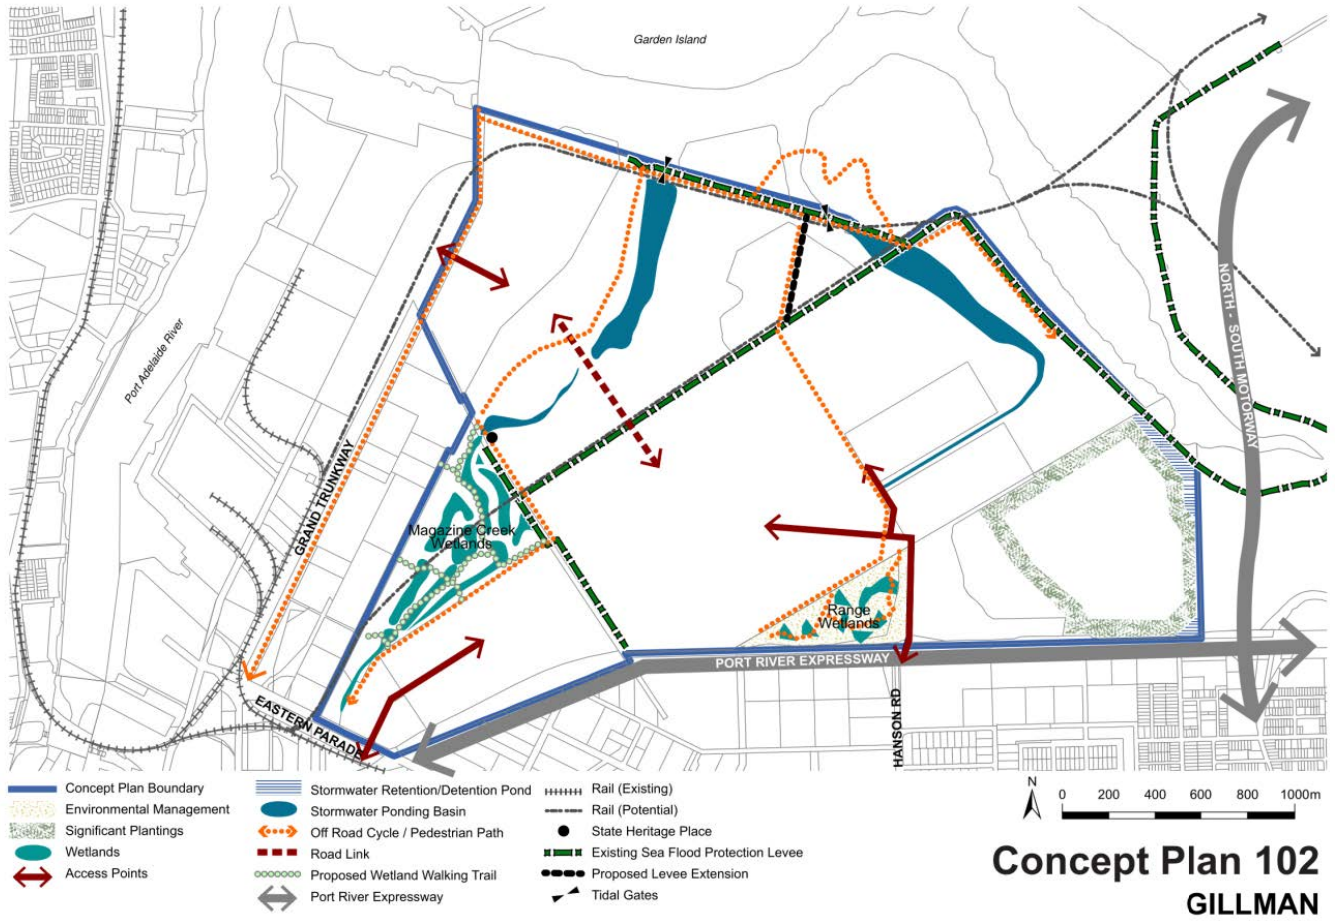 Garden Island
Port Adelaide River
GRAND TRUNKWAY
NORTH - SOUTH MOTORWAY
Magazine Creek
Wetlands
Range
Wetlands
PORT RIVER EXPRESSWAY
EASTERN PARADE
HANSON RD
Concept Plan Boundary
Environmental Management
Significant Plantings
Wetlands
Access Points
Stormwater Retention/Detention Pond
Stormwater Ponding Basin
Off Road Cycle / Pedestrian Path
Road Link
Proposed Wetland Walking Trail
Port River Expressway
Rail (Existing)
Rail (Potential)
State Heritage Place
Existing Sea Flood Protection Levee
Proposed Levee Extension
Tidal Gates
N
0 200 400 600 800 1000m
Concept Plan 102
GILLMAN